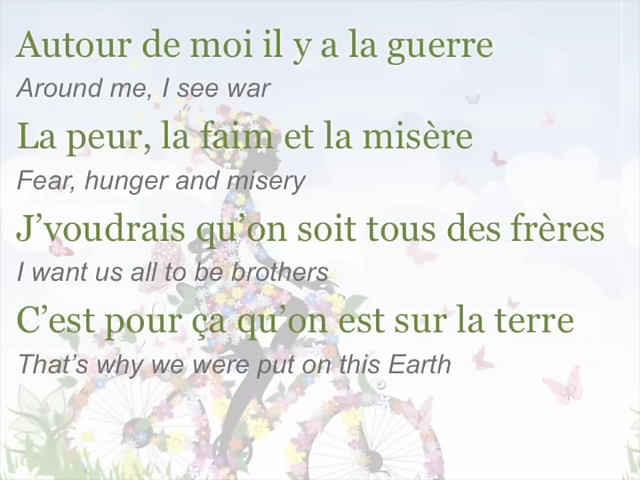 Autour de moi il y a la guerre
Around me, I see war
La peur, la faim et la misère
Fear, hunger and misery
J’voudrais qu’on soit tous des frères
I want us all to be brothers
C’est pour ça qu’on est sur la terre
That’s why we were put on this Earth